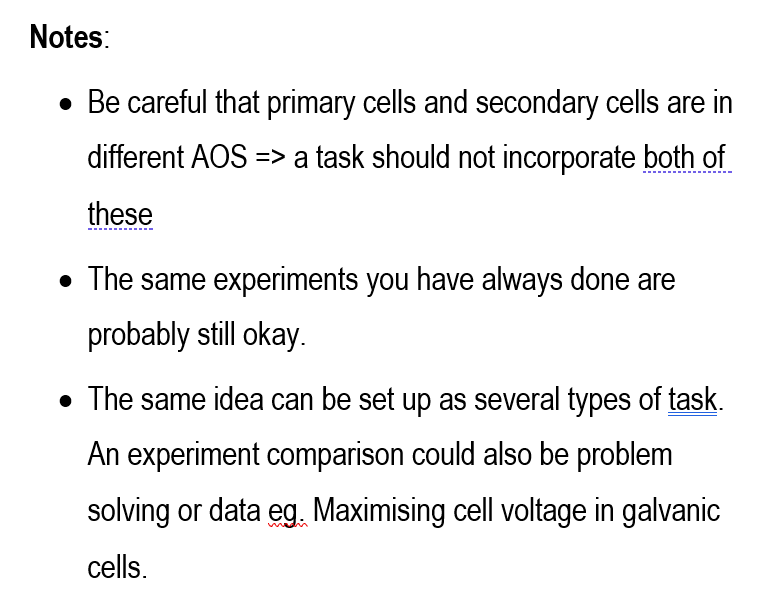 Notes:
• Be careful that primary cells and secondary cells are in
different AOS => a task should not incorporate both of
these
• The same experiments you have always done are
probably still okay.
• The same idea can be set up as several types of task.
An experiment comparison could also be problem
solving or data eg. Maximising cell voltage in galvanic
cells.